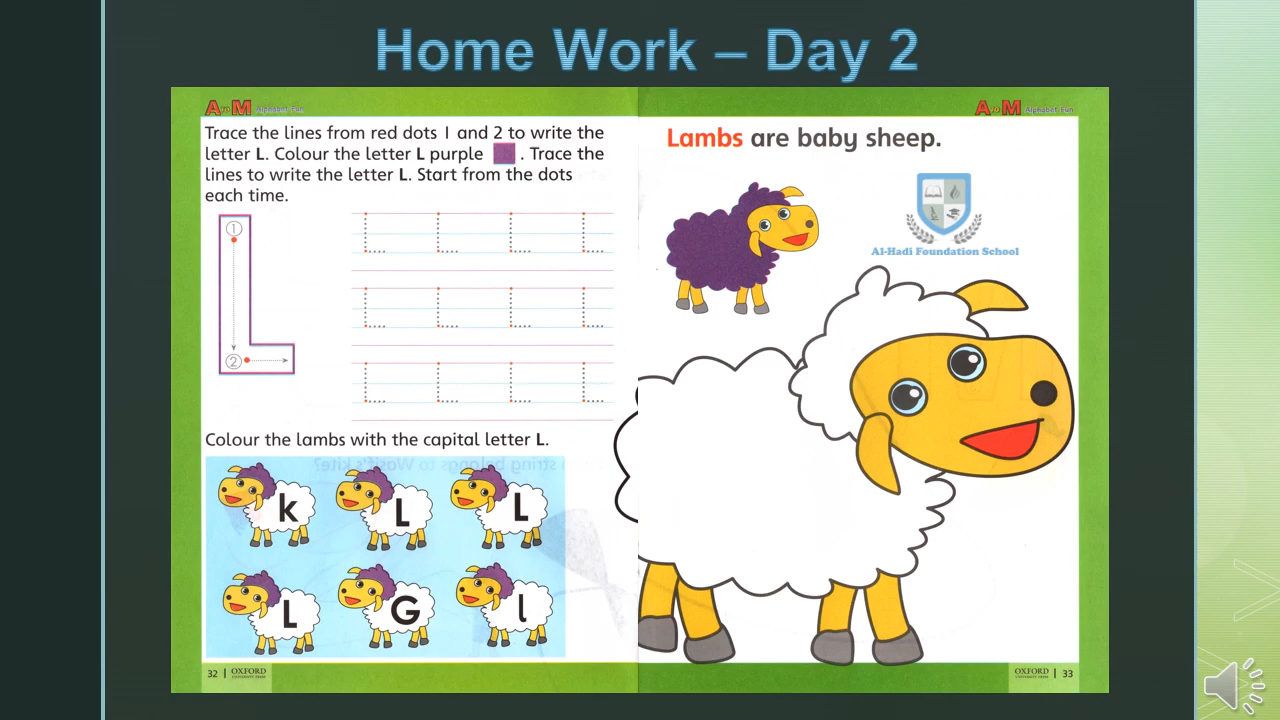 Home Work – Day 2
A to M Alphabet Fun
Trace the lines from red dots 1 and 2 to write the
letter L. Colour the letter L purple . Trace the
lines to write the letter L. Start from the dots
each time.
1
2
Colour the lambs with the capital letter L.
k
L
L
L
G
l
32 | OXFORD
UNIVERSITY PRESS
A to M Alphabet Fun
Lambs are baby sheep.
Al-Hadi Foundation School
OXFORD | 33
UNIVERSITY PRESS